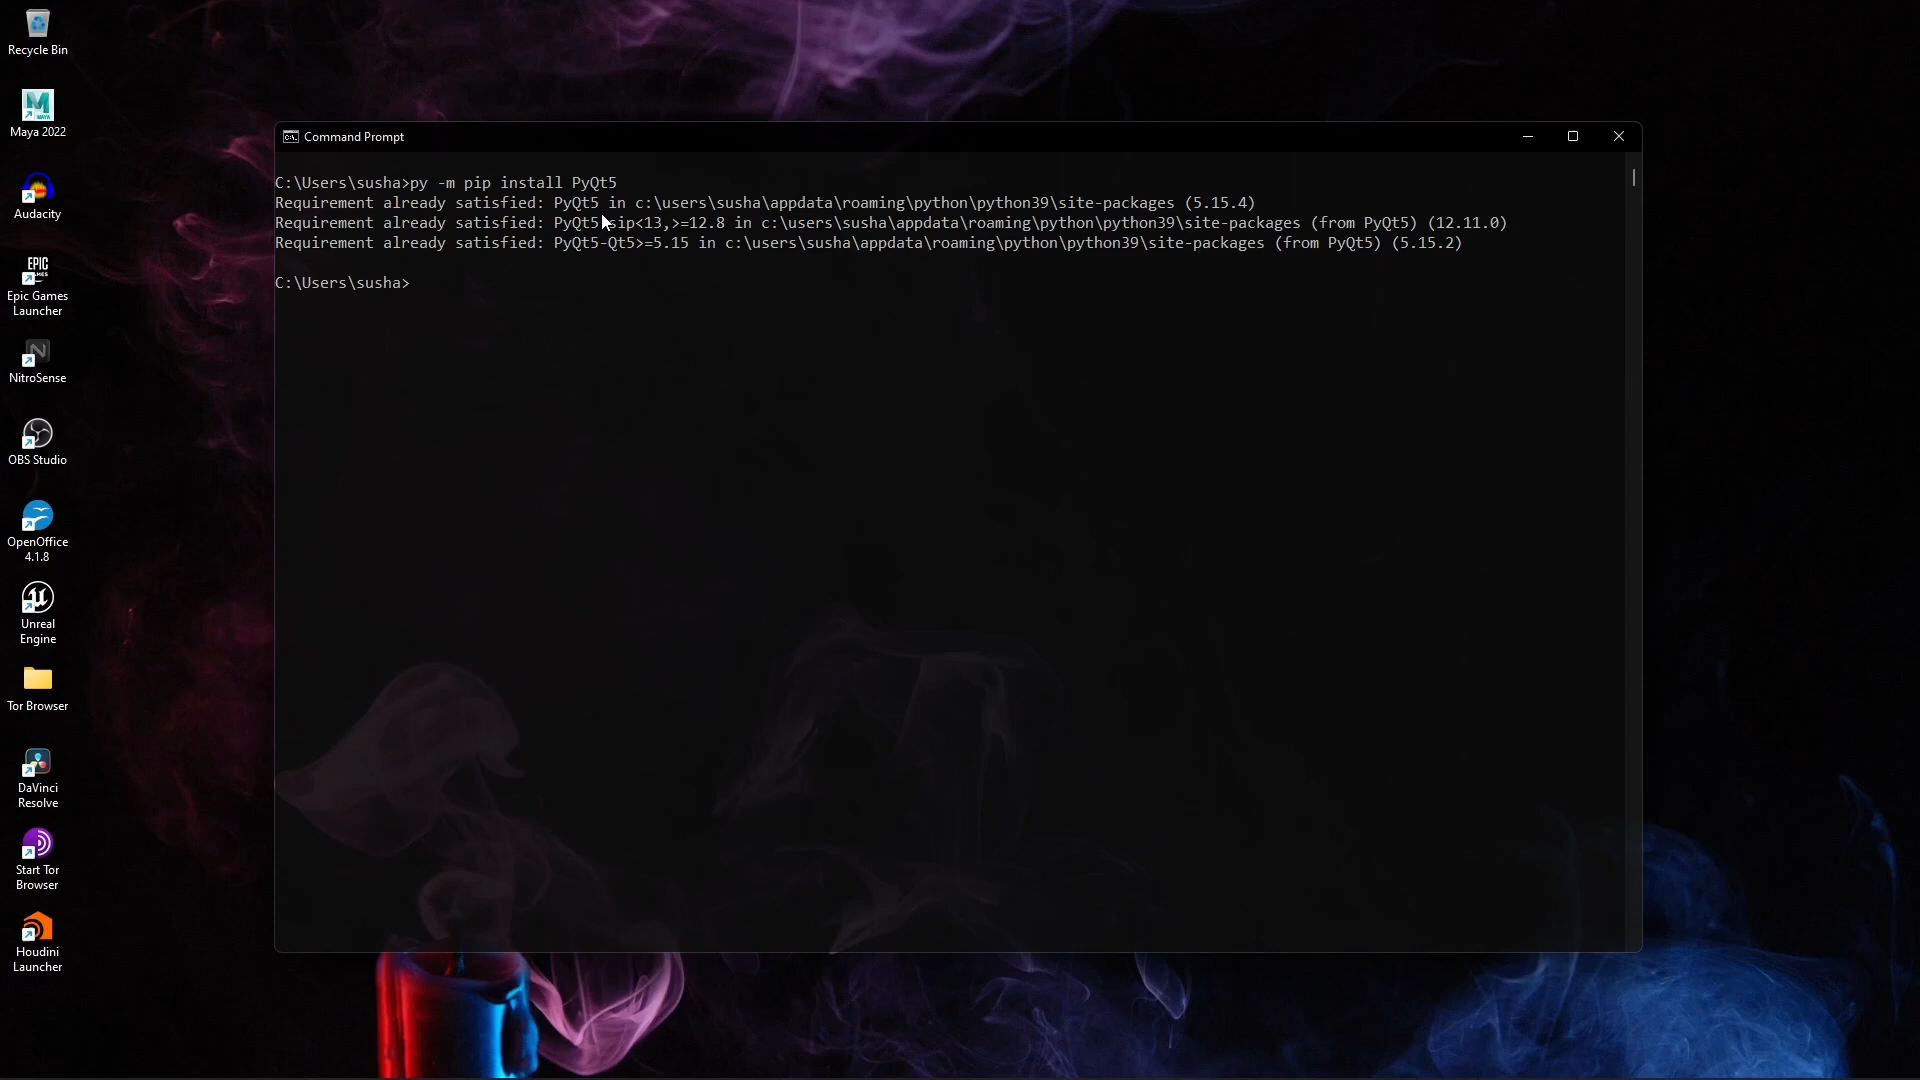 Recycle Bin
Maya 2022
Audacity
Epic Games
Launcher
NitroSense
OBS Studio
OpenOffice
4.1.8
Unreal
Engine
Tor Browser
DaVinci
Resolve
Start Tor
Browser
Houdini
Launcher
Command Prompt
C:\Users\susha>py -m pip install PyQt5
Requirement already satisfied: PyQt5 in c:\users\susha\appdata\roaming\python\python39\site-packages (5.15.4)
Requirement already satisfied: PyQt5-sip<13,>=12.8 in c:\users\susha\appdata\roaming\python\python39\site-packages (from PyQt5) (12.11.0)
Requirement already satisfied: PyQt5-Qt5>=5.15 in c:\users\susha\appdata\roaming\python\python39\site-packages (from PyQt5) (5.15.2)
C:\Users\susha>